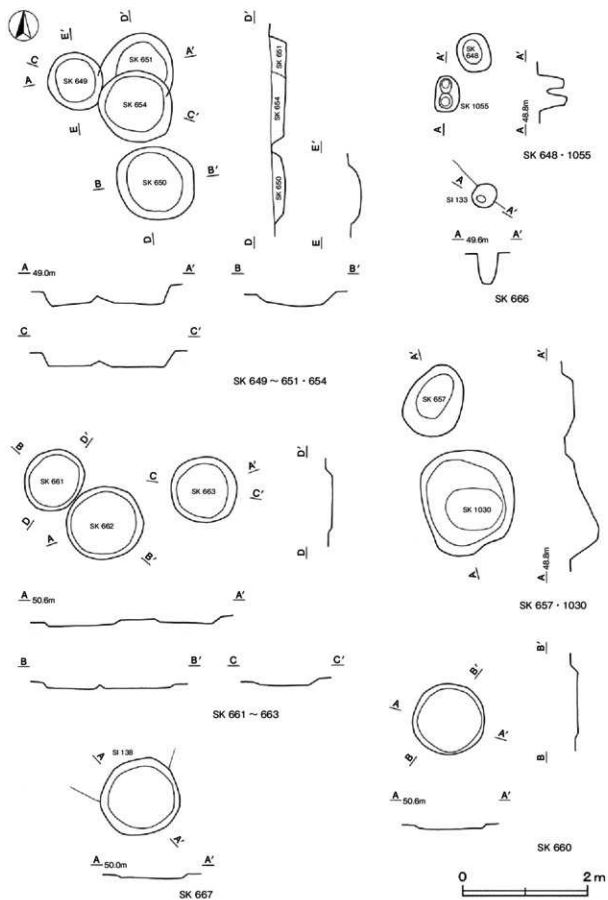 D′
E′
C
A
A′
SK 651
SK 649
SK 654
C′
E
B
B′
SK 650
D
D′
SK 651
SK 654
SK 650
D
E′
E
A 49.0m A′
B B′
C C′
SK 649～651・654
A′
SK 648
SK 1055
A
A′
A 48.8m
SK 648・1055
A
SI 133
A′
A 49.6m A′
SK 666
A′
SK 657
SK 1030
A
A′
A 48.8m
SK 657・1030
B
D′
SK 661
D
A
SK 662
B′
C
SK 663
A′
C′
D′
D
A 50.6m A′
B B′
C C′
SK 661～663
B′
A
A′
B
B′
B
A 50.6m A′
SK 660
A
SI 138
A′
A 50.0m A′
SK 667
0 2 m